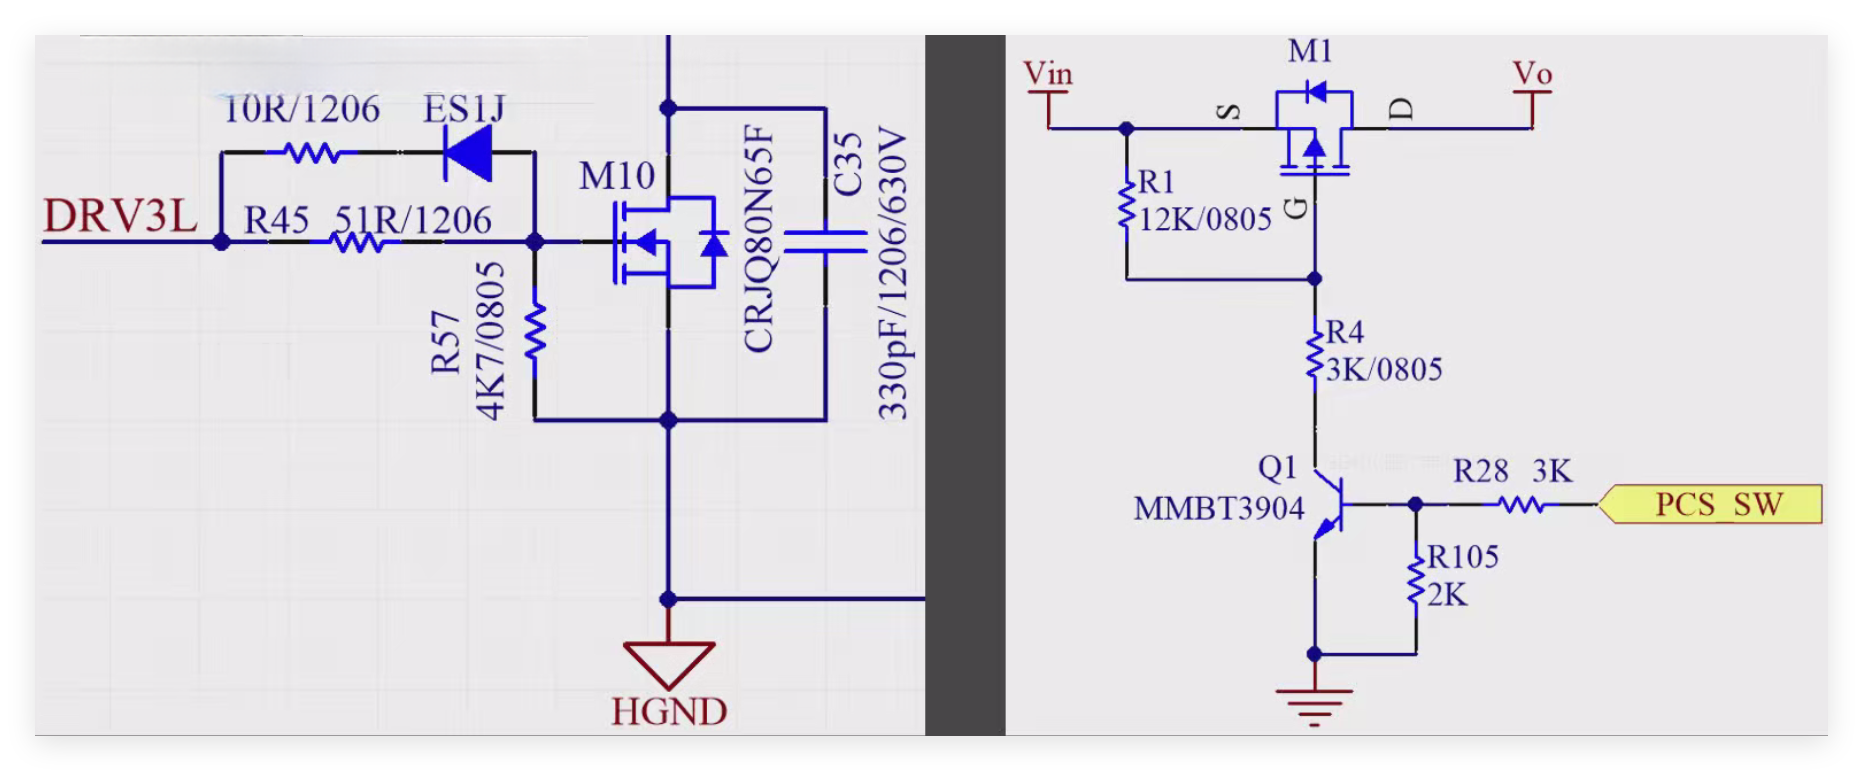 10R/1206 ES1J
DRV3L
R45 51R/1206
R57
4K7/0805
M10
CRJQ80N65F
C35
330pF/1206/630V
HGND
M1
Vin
Vo
S
D
G
R1
12K/0805
R4
3K/0805
Q1
MMBT3904
R28 3K
PCS_SW
R105
2K